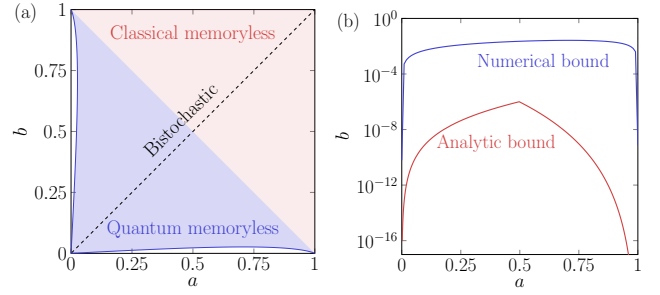 (a)
1
0.75
0.5
0.25
0
b
Classical memoryless
Bistochastic
Quantum memoryless
0
0.25
0.5
0.75
1
a
(b)
10^0
10^−4
10^−8
10^−12
10^−16
b
Numerical bound
Analytic bound
0
0.25
0.5
0.75
1
a